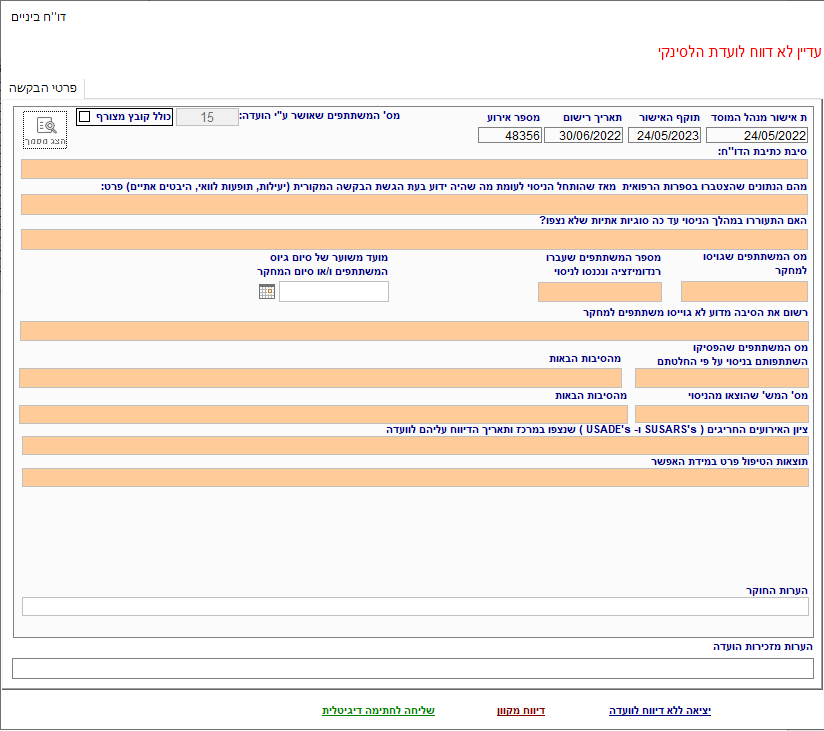 דו''ח ביניים
עדיין לא דווח לועדת הלסינקי
פרטי הבקשה
ת אישור מנהל המוסד
תוקף האישור
תאריך רישום
מספר אירוע
מס' המשתתפים שאושר ע"י הועדה:
15
כולל קובץ מצורף
הצג מסמך
24/05/2022
24/05/2023
30/06/2022
48356
סיבת כתיבת הדו''ח:
מהם הנתונים שהצטברו בספרות הרפואית מאז שהותחל הניסוי לעומת מה שהיה ידוע בעת הגשת הבקשה המקורית (יעילות, תופעות לוואי, היבטים אתיים) פרט:
האם התעוררו במהלך הניסוי עד כה סוגיות אתיות שלא נצפו?
מס המשתתפים שגויסו
למחקר
מספר המשתתפים שעברו
רנדומיזציה ונכנסו לניסוי
מועד משוער של סיום גיוס
המשתתפים ו/או סיום המחקר
רשום את הסיבה מדוע לא גוייסו משתתפים למחקר
מס המשתתפים שהפסיקו
השתתפותם בניסוי על פי החלטתם
מהסיבות הבאות
מס' המש' שהוצאו מהניסוי
מהסיבות הבאות
ציון האירועים החריגים ( SUSARS's ו- USADE's ) שנצפו במרכז ותאריך הדיווח עליהם לוועדה
תוצאות הטיפול פרט במידת האפשר
הערות החוקר
הערות מזכירות הועדה
יציאה ללא דיווח לוועדה
דיווח מקוון
שליחה לחתימה דיגיטלית